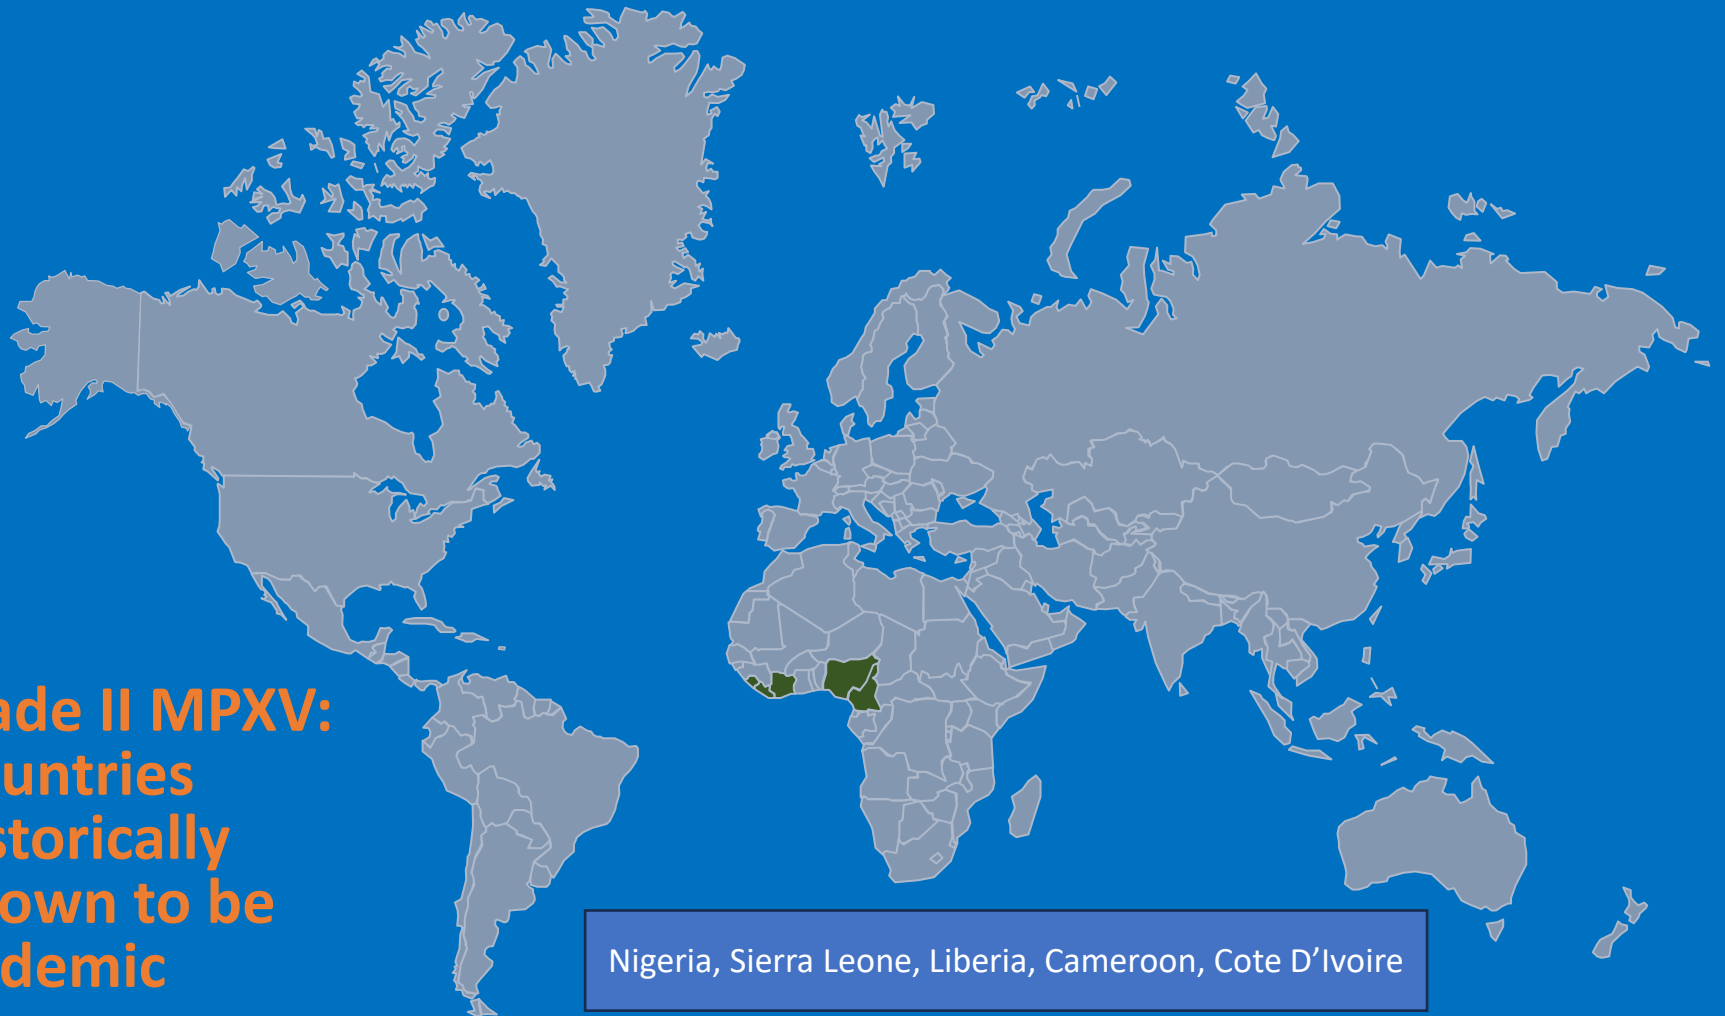 ade II MPXV:
untries
storically
own to be
demic
Nigeria, Sierra Leone, Liberia, Cameroon, Cote D’Ivoire